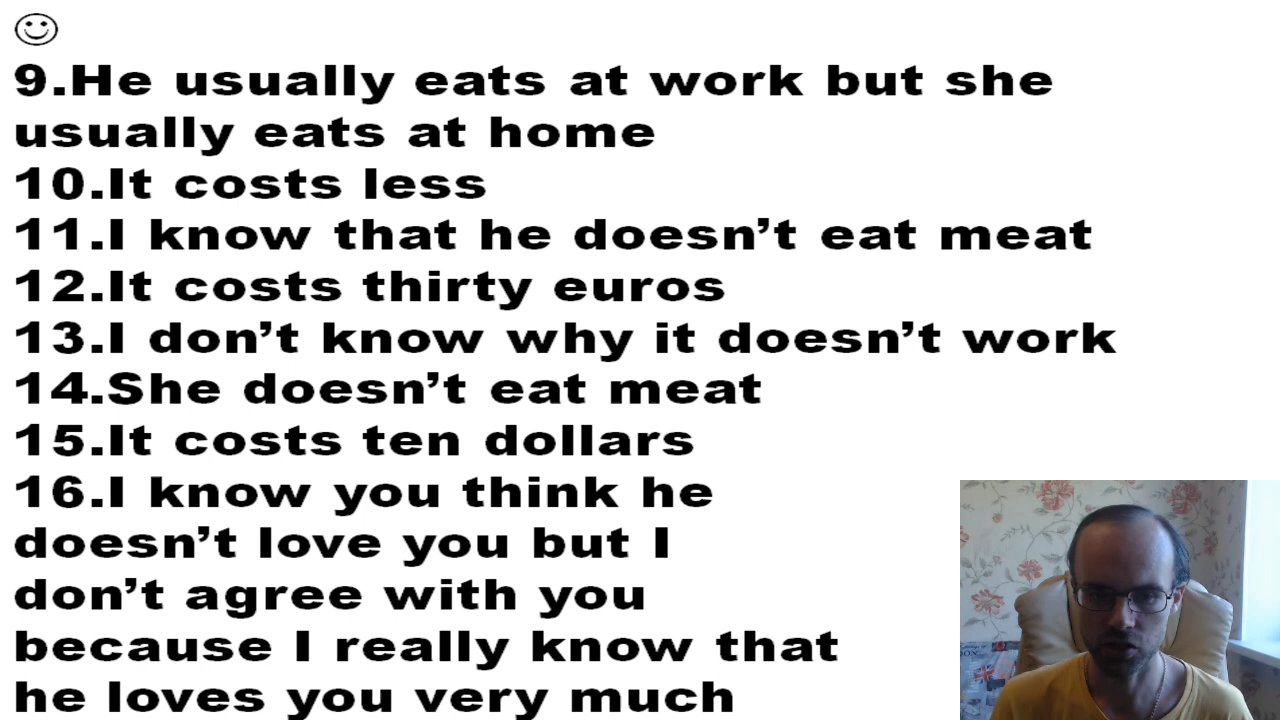 9.He usually eats at work but she
usually eats at home
10.It costs less
11.I know that he doesn’t eat meat
12.It costs thirty euros
13.I don’t know why it doesn’t work
14.She doesn’t eat meat
15.It costs ten dollars
16.I know you think he
doesn’t love you but I
don’t agree with you
because I really know that
he loves you very much